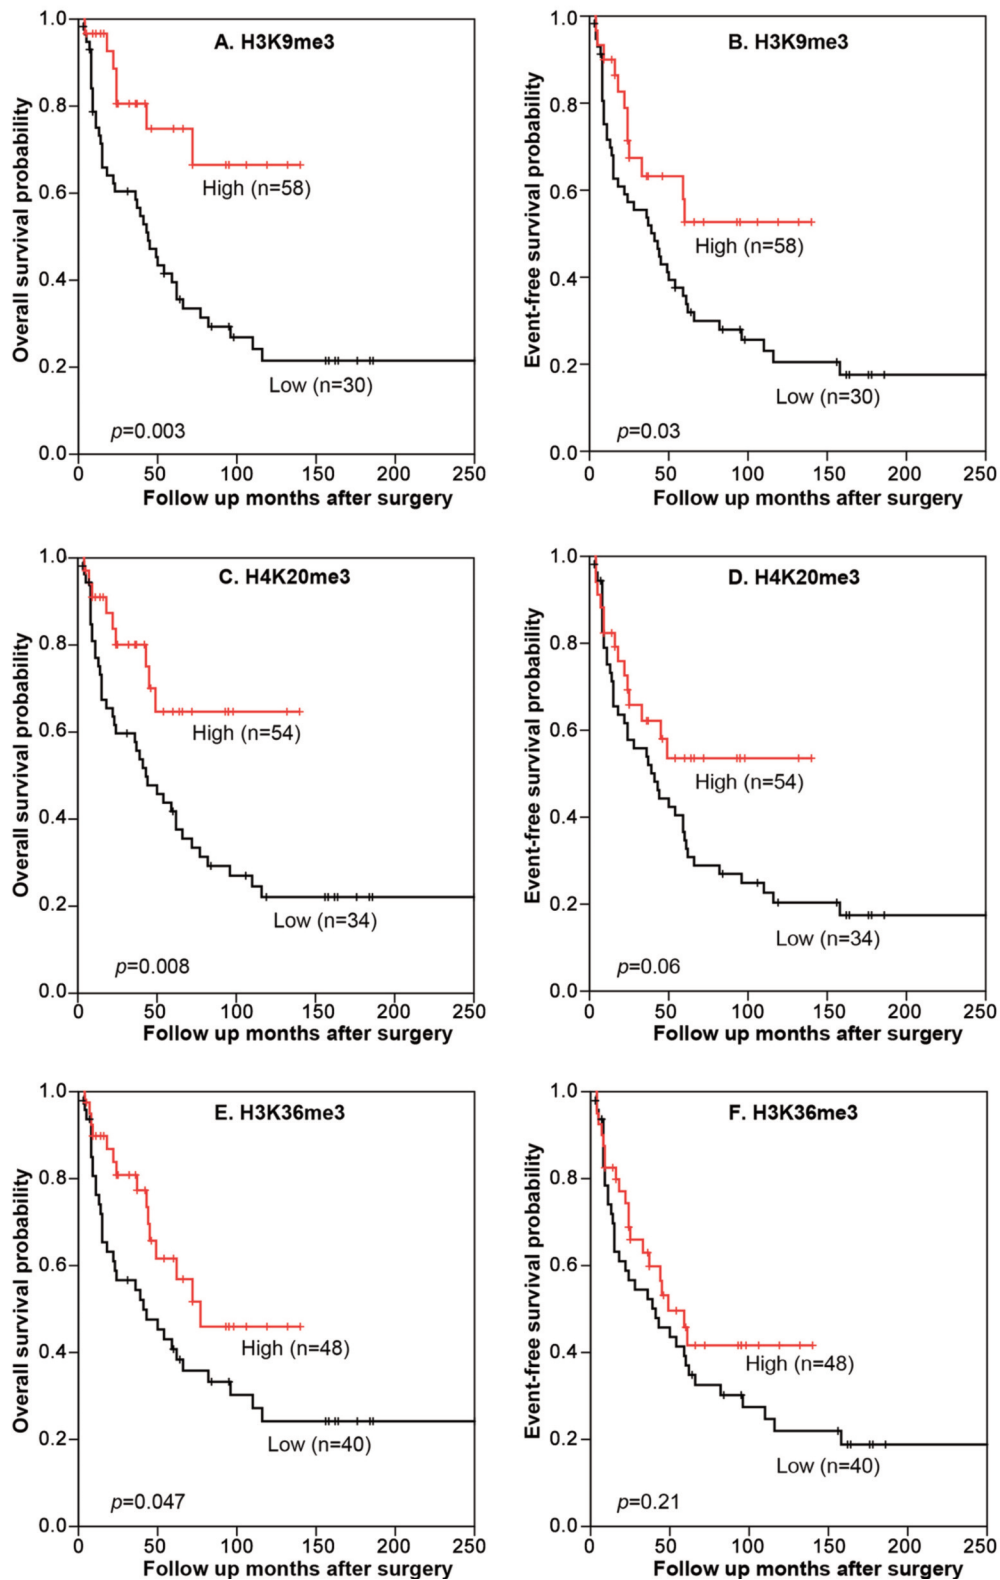 A. H3K9me3
Overall survival probability
1.0
0.8
0.6
0.4
0.2
0.0
High (n=58)
Low (n=30)
p=0.003
0 50 100 150 200 250
Follow up months after surgery
B. H3K9me3
Event-free survival probability
1.0
0.8
0.6
0.4
0.2
0.0
High (n=58)
Low (n=30)
p=0.03
0 50 100 150 200 250
Follow up months after surgery
C. H4K20me3
Overall survival probability
1.0
0.8
0.6
0.4
0.2
0.0
High (n=54)
Low (n=34)
p=0.008
0 50 100 150 200 250
Follow up months after surgery
D. H4K20me3
Event-free survival probability
1.0
0.8
0.6
0.4
0.2
0.0
High (n=54)
Low (n=34)
p=0.06
0 50 100 150 200 250
Follow up months after surgery
E. H3K36me3
Overall survival probability
1.0
0.8
0.6
0.4
0.2
0.0
High (n=48)
Low (n=40)
p=0.047
0 50 100 150 200 250
Follow up months after surgery
F. H3K36me3
Event-free survival probability
1.0
0.8
0.6
0.4
0.2
0.0
High (n=48)
Low (n=40)
p=0.21
0 50 100 150 200 250
Follow up months after surgery